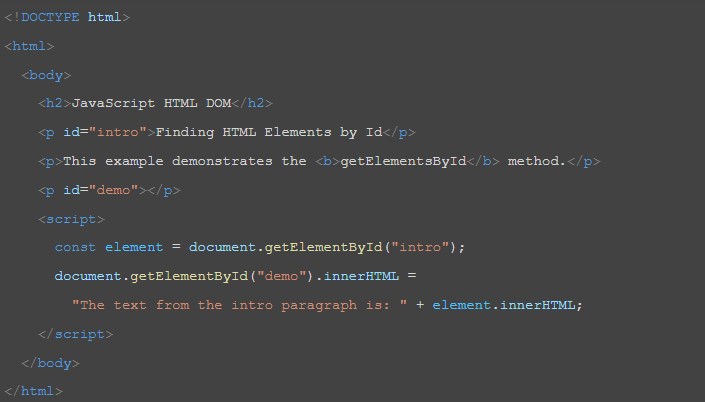 <!DOCTYPE html>
<html>
<body>
<h2>JavaScript HTML DOM</h2>
<p id="intro">Finding HTML Elements by Id</p>
<p>This example demonstrates the <b>getElementsById</b> method.</p>
<p id="demo"></p>
<script>
const element = document.getElementById("intro");
document.getElementById("demo").innerHTML =
"The text from the intro paragraph is: " + element.innerHTML;
</script>
</body>
</html>